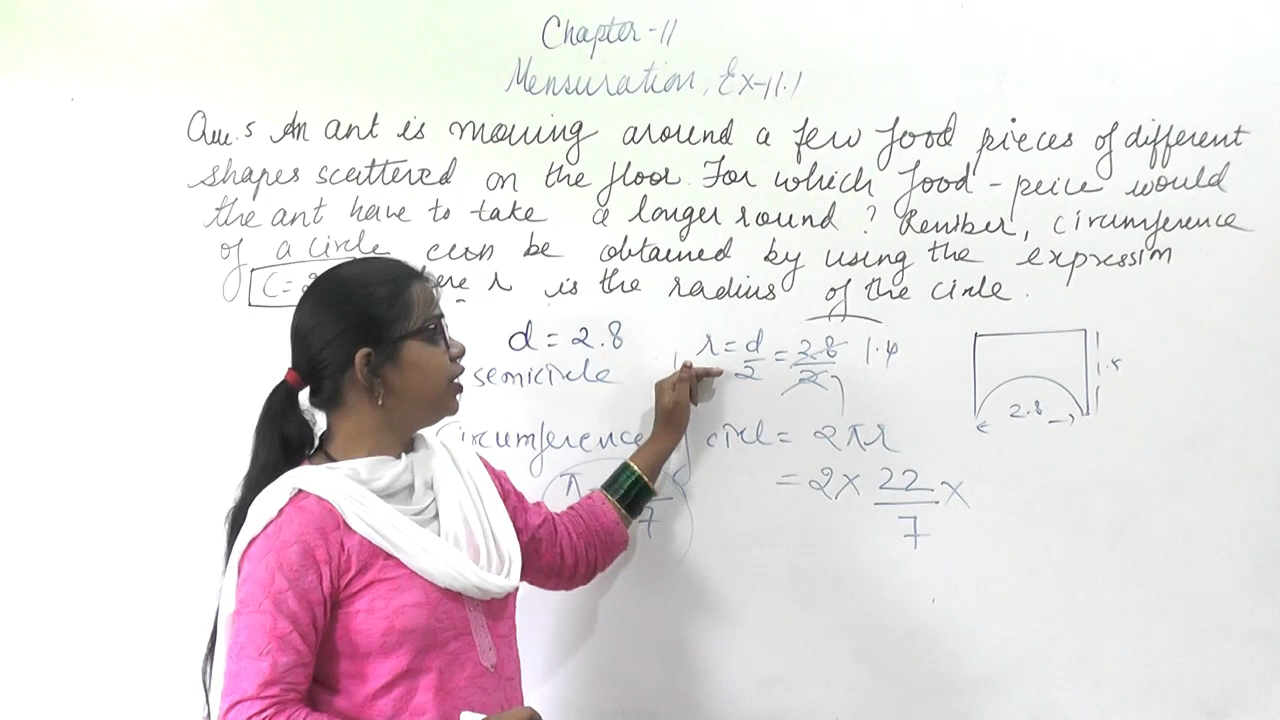 Chapter-11
Mensuration, Ex-11.1
Que. 5 An ant is moving around a few food pieces of different
shapes scattered on the floor. For which food-peice would
the ant have to take a longer round? Remiber, circumference
of a circle can be obtained by using the expression
C= r is the radius of the circle.
d = 2.8 r = d/2 = 2.8/2 1.4
semicircle
circumference circl = 2πr
π 7 = 2 × 22/7 ×
1.5
2.8